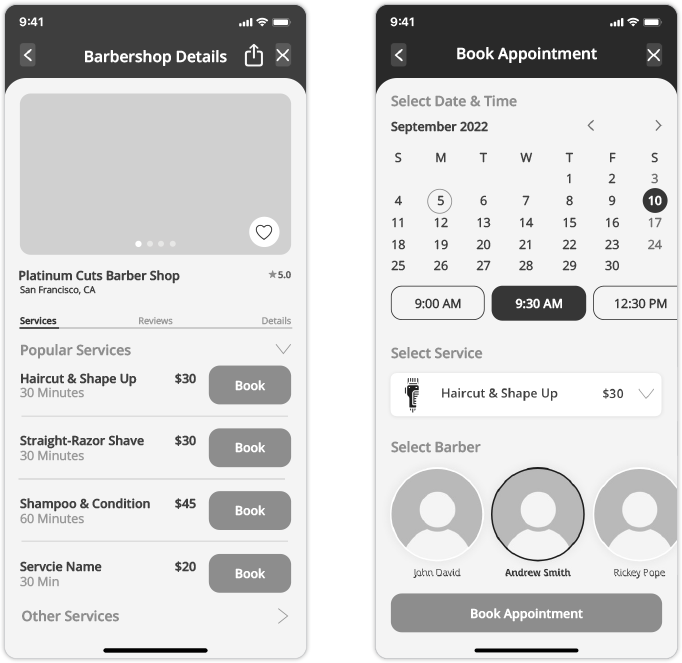 9:41
Barbershop Details
Platinum Cuts Barber Shop
★5.0
San Francisco, CA
Services Reviews Details
Popular Services
Haircut & Shape Up $30 Book
30 Minutes
Straight-Razor Shave $30 Book
30 Minutes
Shampoo & Condition $45 Book
60 Minutes
Servcie Name $20 Book
30 Min
Other Services
9:41
Book Appointment
Select Date & Time
September 2022
S M T W T F S
1 2 3
4 5 6 7 8 9 10
11 12 13 14 15 16 17
18 19 20 21 22 23 24
25 26 27 28 29 30
9:00 AM 9:30 AM 12:30 PM
Select Service
Haircut & Shape Up $30
Select Barber
John David Andrew Smith Rickey Pope
Book Appointment